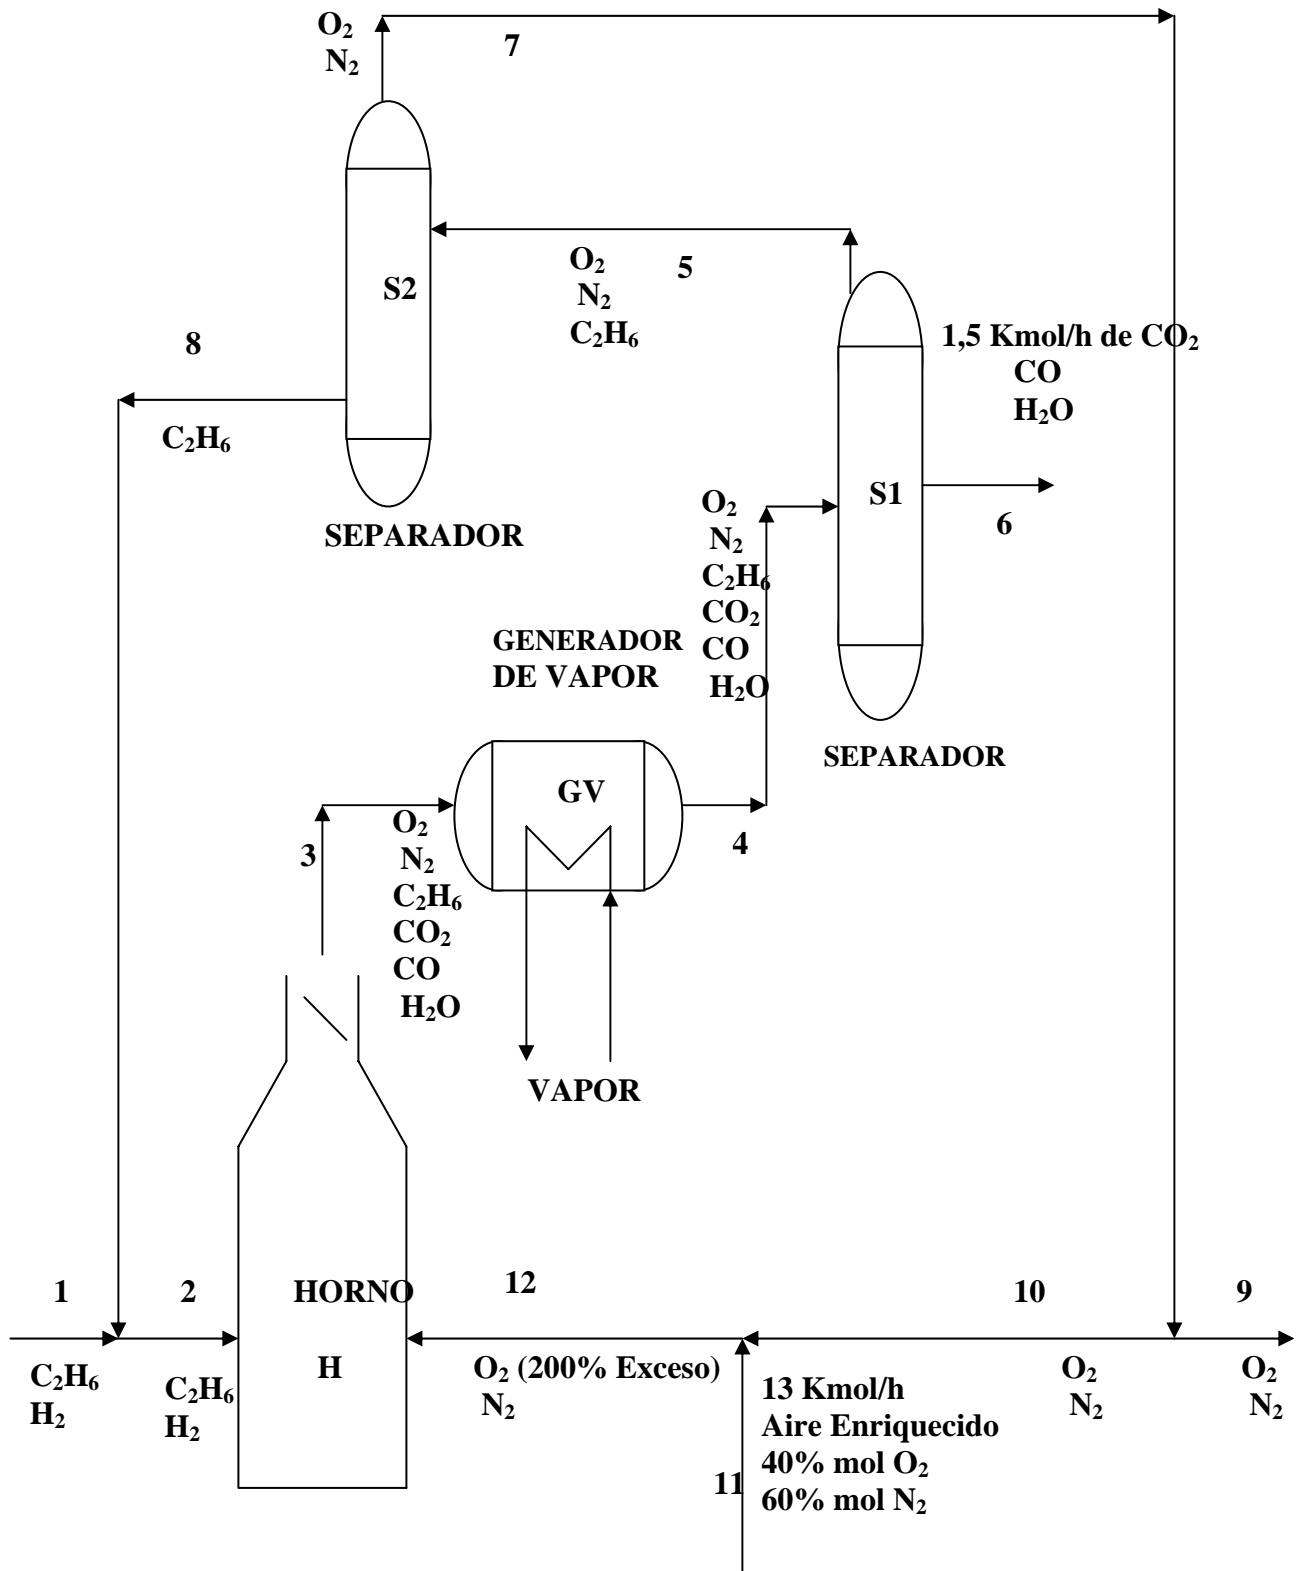 O₂
N₂
7
O₂
N₂
C₂H₆
5
S2
8
C₂H₆
1,5 Kmol/h de CO₂
CO
H₂O
S1
6
SEPARADOR
O₂
N₂
C₂H₆
CO₂
CO
H₂O
GENERADOR
DE VAPOR
SEPARADOR
GV
3
4
O₂
N₂
C₂H₆
CO₂
CO
H₂O
VAPOR
1
2
HORNO
12
10
9
H
C₂H₆
H₂
C₂H₆
H₂
O₂ (200% Exceso)
N₂
13 Kmol/h
Aire Enriquecido
40% mol O₂
60% mol N₂
11
O₂
N₂
O₂
N₂